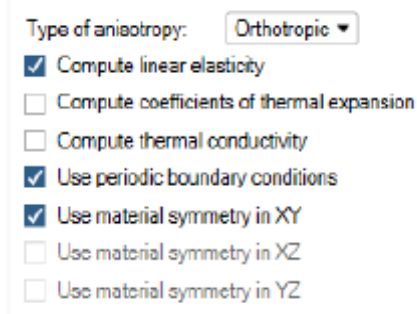 Type of anisotropy: Orthotropic
Compute linear elasticity
Compute coefficients of thermal expansion
Compute thermal conductivity
Use periodic boundary conditions
Use material symmetry in XY
Use material symmetry in XZ
Use material symmetry in YZ